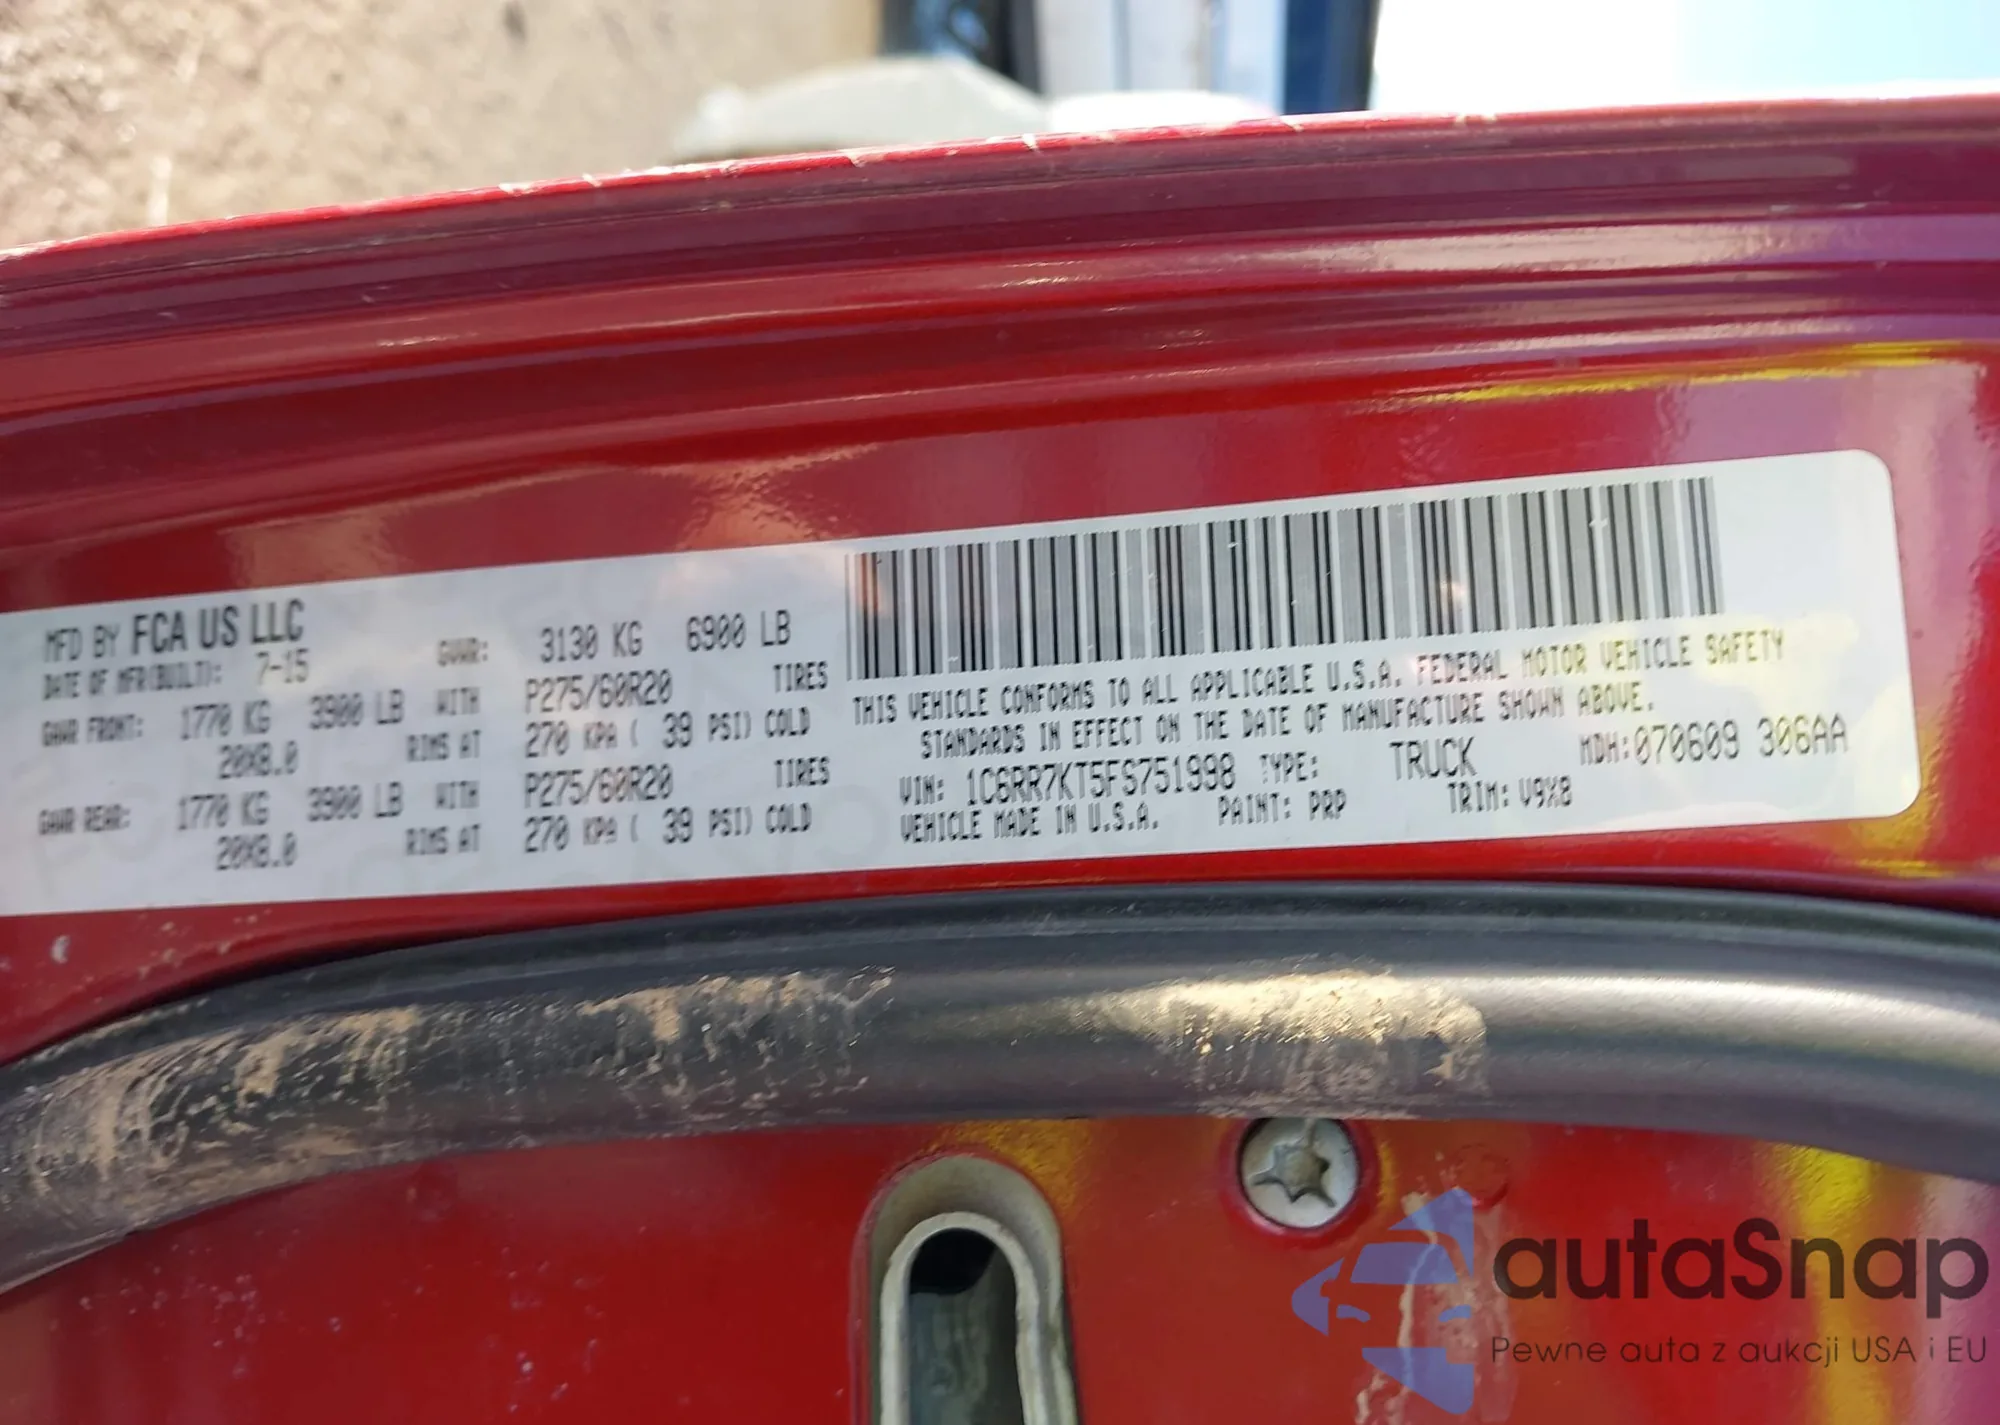 MFD BY FCA US LLC
DATE OF MFR(BUILT): 7-15 GVWR: 3130 KG 6900 LB
GAWR FRONT: 1770 KG 3900 LB WITH P275/60R20 TIRES
20X8.0 RIMS AT 270 KPA ( 39 PSI) COLD
GAWR REAR: 1770 KG 3900 LB WITH P275/60R20 TIRES
20X8.0 RIMS AT 270 KPA ( 39 PSI) COLD
THIS VEHICLE CONFORMS TO ALL APPLICABLE U.S.A. FEDERAL MOTOR VEHICLE SAFETY
STANDARDS IN EFFECT ON THE DATE OF MANUFACTURE SHOWN ABOVE.
VIN: 1C6RR7KT5FS751998 TYPE: TRUCK MDH:070609 306AA
VEHICLE MADE IN U.S.A. PAINT: PRP TRIM: V9X8
autaSnap
Pewne auta z aukcji USA i EU